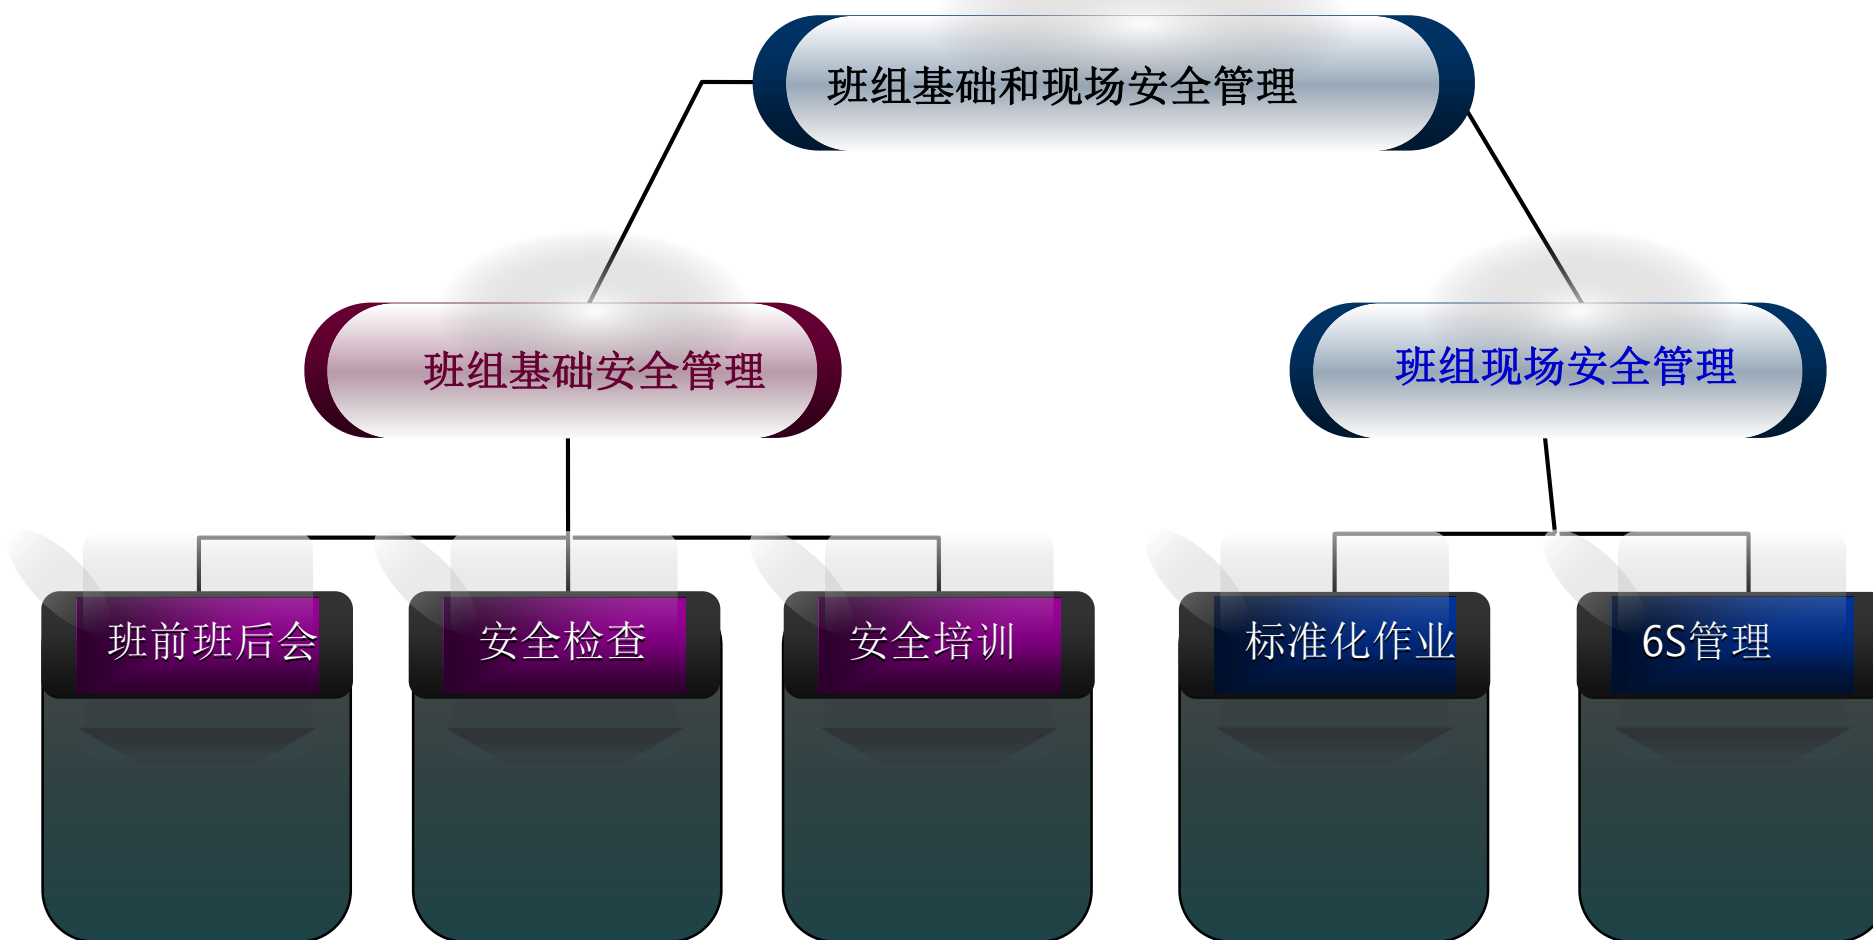 班组基础和现场安全管理
班组基础安全管理
班组现场安全管理
班前班后会
安全检查
安全培训
标准化作业
6S管理